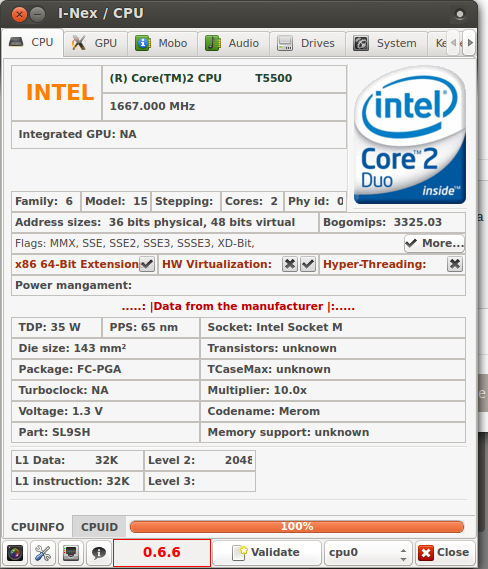 I-Nex / CPU
CPU GPU Mobo Audio Drives System Ke
INTEL
(R) Core(TM)2 CPU T5500
1667.000 MHz
Integrated GPU: NA
intel
Core™2
Duo
inside™
Family: 6 Model: 15 Stepping: Cores: 2 Phy id: 0
Address sizes: 36 bits physical, 48 bits virtual Bogomips: 3325.03
Flags: MMX, SSE, SSE2, SSE3, SSSE3, XD-Bit, More...
x86 64-Bit Extension HW Virtualization: Hyper-Threading:
Power mangament:
.....: |Data from the manufacturer |:.....
TDP: 35 W PPS: 65 nm Socket: Intel Socket M
Die size: 143 mm² Transistors: unknown
Package: FC-PGA TCaseMax: unknown
Turboclock: NA Multiplier: 10.0x
Voltage: 1.3 V Codename: Merom
Part: SL9SH Memory support: unknown
L1 Data: 32K Level 2: 2048
L1 instruction: 32K Level 3:
CPUINFO CPUID 100%
0.6.6 Validate cpu0 Close